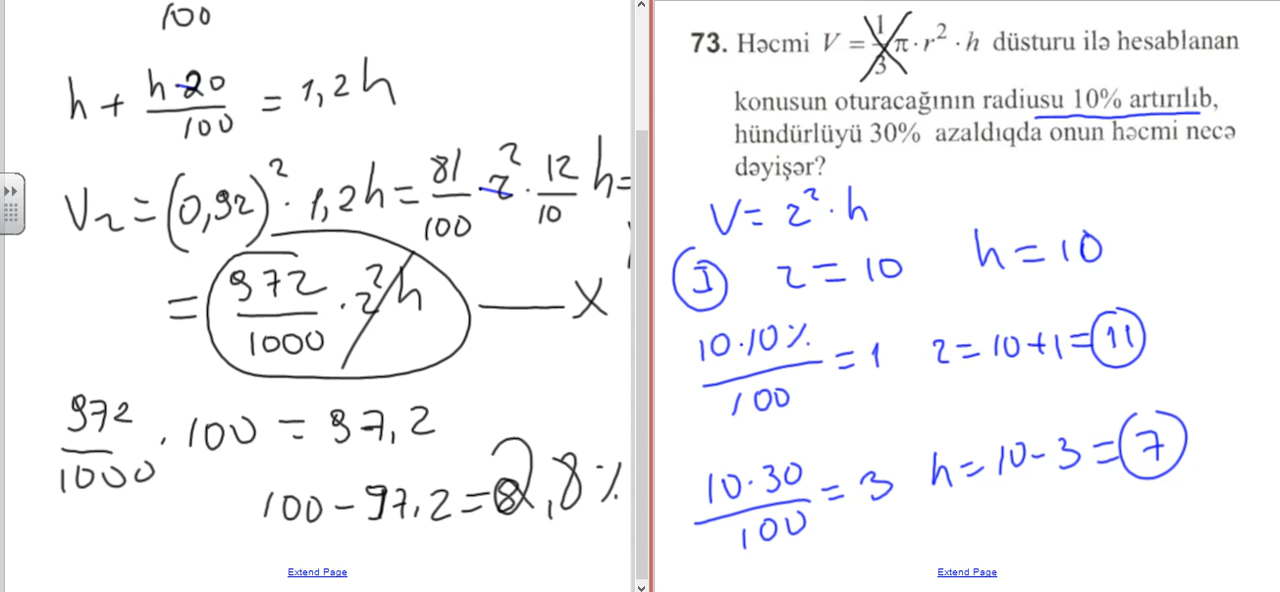 100
h + h·20/100 = 1,2h
V₂ = (0,9r)² · 1,2h = 81/100 · r² · 12/10 h =
= 972/1000 · r²h — x
972/1000 · 100 = 97,2
100 - 97,2 = 2,8%
Extend Page
73. Həcmi V = 1/3 π · r² · h düsturu ilə hesablanan
konusun oturacağının radiusu 10% artırılıb,
hündürlüyü 30% azaldıqda onun həcmi necə
dəyişər?
V = r² · h
I r = 10 h = 10
10·10%/100 = 1 r = 10+1 = 11
10·30/100 = 3 h = 10 - 3 = 7
Extend Page